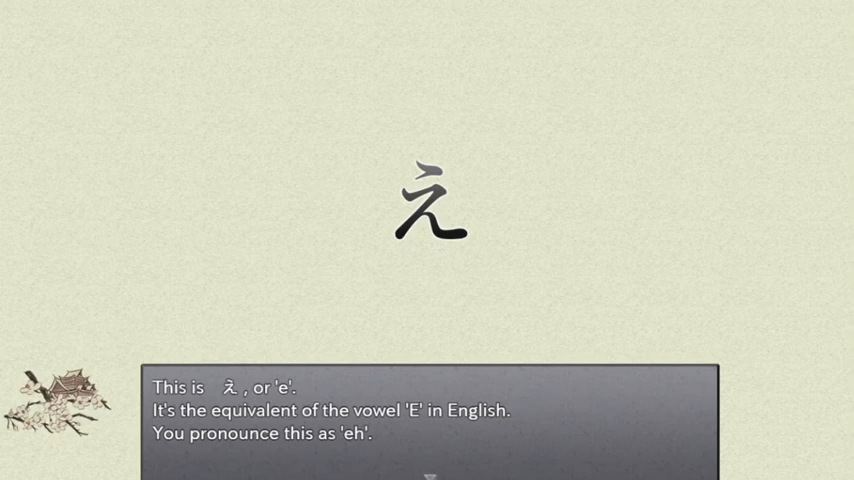 え
This is え, or 'e'.
It's the equivalent of the vowel 'E' in English.
You pronounce this as 'eh'.